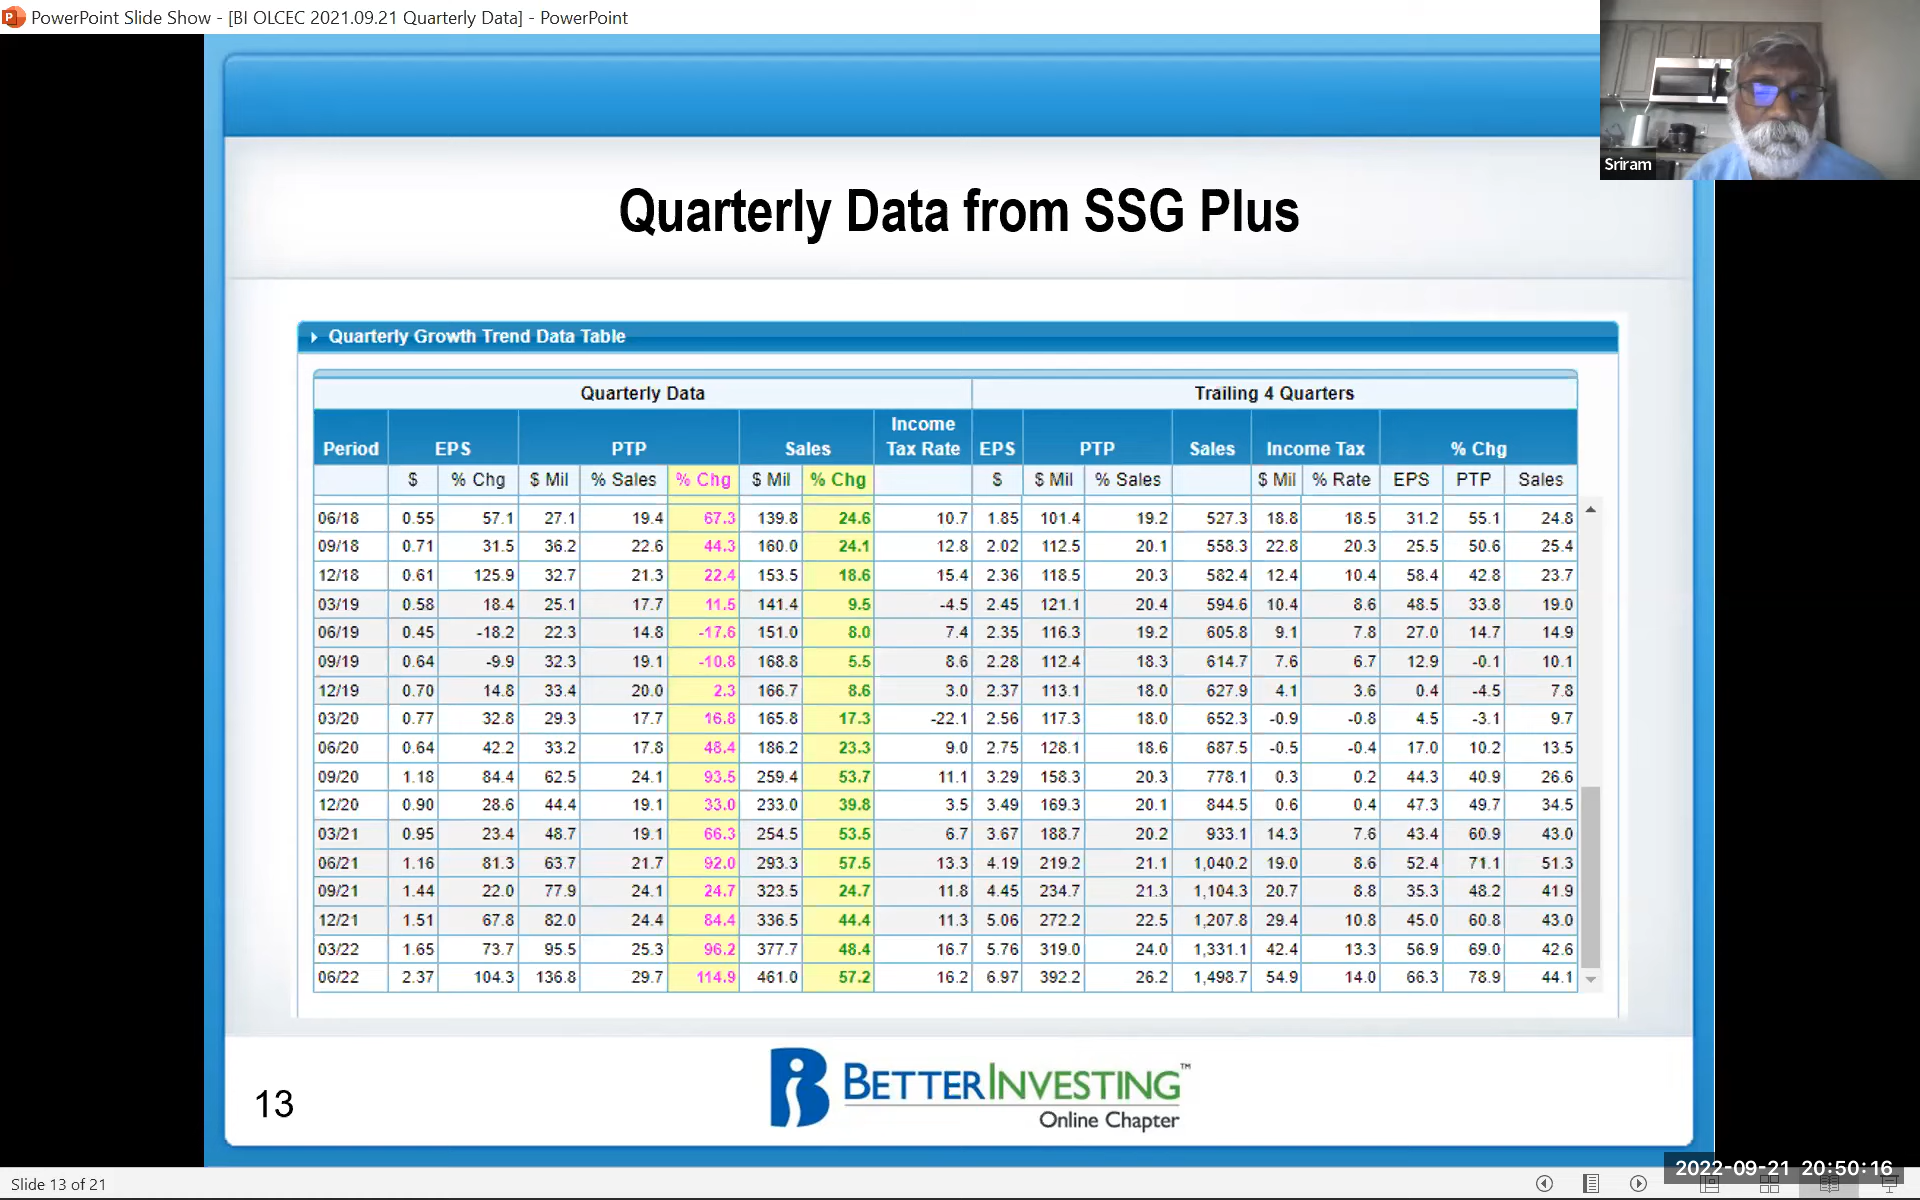 PowerPoint Slide Show - [BI OLCEC 2021.09.21 Quarterly Data] - PowerPoint
Sriram
Quarterly Data from SSG Plus
Quarterly Growth Trend Data Table
Quarterly Data Trailing 4 Quarters
Period EPS PTP Sales Income Tax Rate EPS PTP Sales Income Tax % Chg
$ % Chg $ Mil % Sales % Chg $ Mil % Chg $ $ Mil % Sales $ Mil % Rate EPS PTP Sales
06/18 0.55 57.1 27.1 19.4 67.3 139.8 24.6 10.7 1.85 101.4 19.2 527.3 18.8 18.5 31.2 55.1 24.8
09/18 0.71 31.5 36.2 22.6 44.3 160.0 24.1 12.8 2.02 112.5 20.1 558.3 22.8 20.3 25.5 50.6 25.4
12/18 0.61 125.9 32.7 21.3 22.4 153.5 18.6 15.4 2.36 118.5 20.3 582.4 12.4 10.4 58.4 42.8 23.7
03/19 0.58 18.4 25.1 17.7 11.5 141.4 9.5 -4.5 2.45 121.1 20.4 594.6 10.4 8.6 48.5 33.8 19.0
06/19 0.45 -18.2 22.3 14.8 -17.6 151.0 8.0 7.4 2.35 116.3 19.2 605.8 9.1 7.8 27.0 14.7 14.9
09/19 0.64 -9.9 32.3 19.1 -10.8 168.8 5.5 8.6 2.28 112.4 18.3 614.7 7.6 6.7 12.9 -0.1 10.1
12/19 0.70 14.8 33.4 20.0 2.3 166.7 8.6 3.0 2.37 113.1 18.0 627.9 4.1 3.6 0.4 -4.5 7.8
03/20 0.77 32.8 29.3 17.7 16.8 165.8 17.3 -22.1 2.56 117.3 18.0 652.3 -0.9 -0.8 4.5 -3.1 9.7
06/20 0.64 42.2 33.2 17.8 48.4 186.2 23.3 9.0 2.75 128.1 18.6 687.5 -0.5 -0.4 17.0 10.2 13.5
09/20 1.18 84.4 62.5 24.1 93.5 259.4 53.7 11.1 3.29 158.3 20.3 778.1 0.3 0.2 44.3 40.9 26.6
12/20 0.90 28.6 44.4 19.1 33.0 233.0 39.8 3.5 3.49 169.3 20.1 844.5 0.6 0.4 47.3 49.7 34.5
03/21 0.95 23.4 48.7 19.1 66.3 254.5 53.5 6.7 3.67 188.7 20.2 933.1 14.3 7.6 43.4 60.9 43.0
06/21 1.16 81.3 63.7 21.7 92.0 293.3 57.5 13.3 4.19 219.2 21.1 1,040.2 19.0 8.6 52.4 71.1 51.3
09/21 1.44 22.0 77.9 24.1 24.7 323.5 24.7 11.8 4.45 234.7 21.3 1,104.3 20.7 8.8 35.3 48.2 41.9
12/21 1.51 67.8 82.0 24.4 84.4 336.5 44.4 11.3 5.06 272.2 22.5 1,207.8 29.4 10.8 45.0 60.8 43.0
03/22 1.65 73.7 95.5 25.3 96.2 377.7 48.4 16.7 5.76 319.0 24.0 1,331.1 42.4 13.3 56.9 69.0 42.6
06/22 2.37 104.3 136.8 29.7 114.9 461.0 57.2 16.2 6.97 392.2 26.2 1,498.7 54.9 14.0 66.3 78.9 44.1
13
BETTERINVESTING™
Online Chapter
2022-09-21 20:50:16
Slide 13 of 21